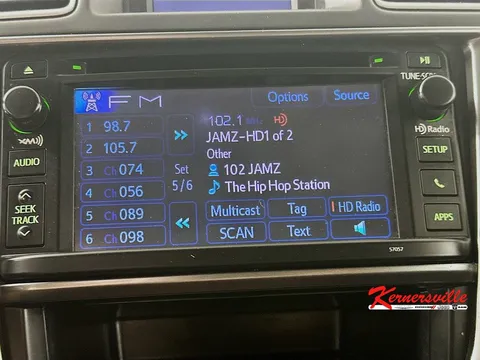 FM
Options
Source
TUNE·SCROLL
1 98.7
2 105.7
3 Ch 074
4 Ch 056
5 Ch 089
6 Ch 098
Set
5/6
102.1 HD
JAMZ-HD1 of 2
Other
102 JAMZ
The Hip Hop Station
Multicast
Tag
HD Radio
SCAN
Text
XM
AUDIO
SEEK
TRACK
HD Radio
SETUP
APPS
57057
Kernersville